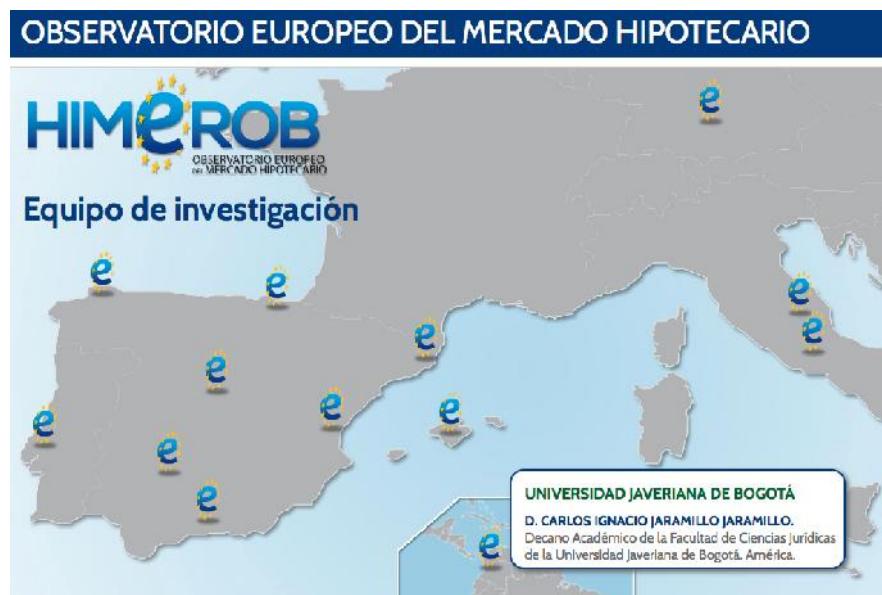 OBSERVATORIO EUROPEO DEL MERCADO HIPOTECARIO
HIMEROB
OBSERVATORIO EUROPEO
DEL MERCADO HIPOTECARIO
Equipo de investigación
e
e
e
e
e
e
e
e
e
e
e
e
UNIVERSIDAD JAVERIANA DE BOGOTÁ
D. CARLOS IGNACIO JARAMILLO JARAMILLO.
Decano Académico de la Facultad de Ciencias Jurídicas
de la Universidad Javeriana de Bogotá. América.
e